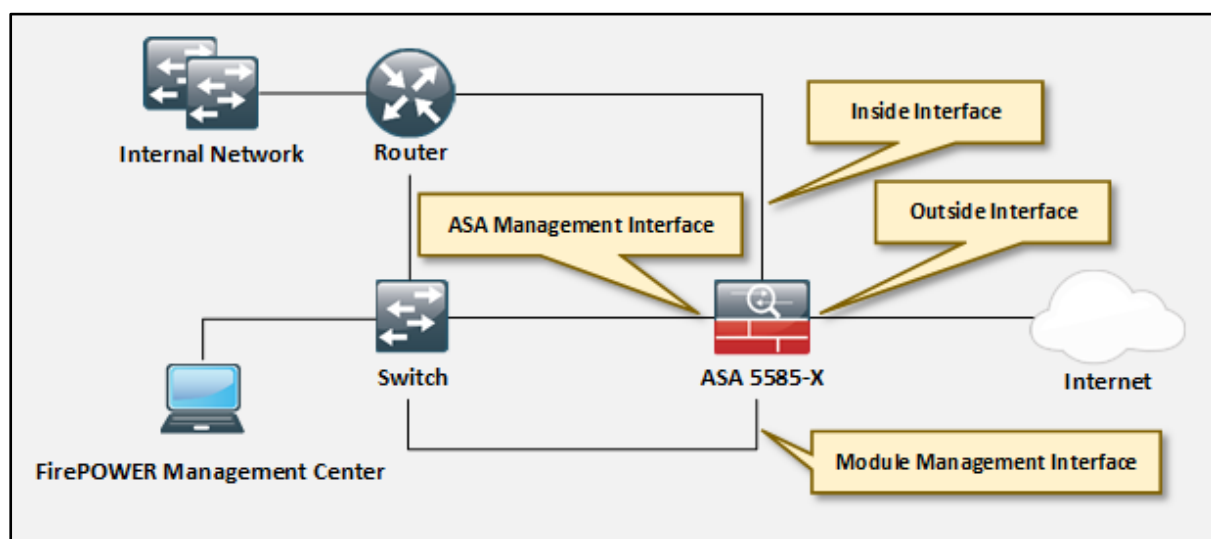 Inside Interface
Internal Network
Router
ASA Management Interface
Outside Interface
Switch
ASA 5585-X
Internet
FirePOWER Management Center
Module Management Interface